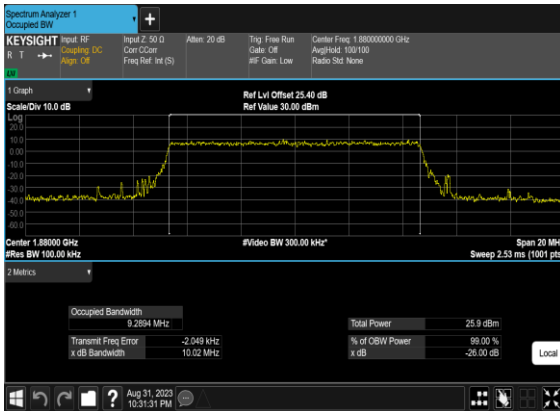 Spectrum Analyzer 1
Occupied BW
KEYSIGHT
R T
LXI
Input: RF
Coupling: DC
Align: Off
Input Z: 50 Ω
Corr CCorr
Freq Ref: Int (S)
Atten: 20 dB
Trig: Free Run
Gate: Off
#IF Gain: Low
Center Freq: 1.880000000 GHz
Avg|Hold: 100/100
Radio Std: None
1 Graph
Scale/Div 10.0 dB
Ref Lvl Offset 25.40 dB
Ref Value 30.00 dBm
Log
20.0
10.0
0.00
-10.0
-20.0
-30.0
-40.0
-50.0
-60.0
Center 1.88000 GHz
#Res BW 100.00 kHz
#Video BW 300.00 kHz*
Span 20 MH
Sweep 2.53 ms (1001 pts
2 Metrics
Occupied Bandwidth
9.2894 MHz
Transmit Freq Error -2.049 kHz
x dB Bandwidth 10.02 MHz
Total Power 25.9 dBm
% of OBW Power 99.00 %
x dB -26.00 dB
Local
?
Aug 31, 2023
10:31:31 PM